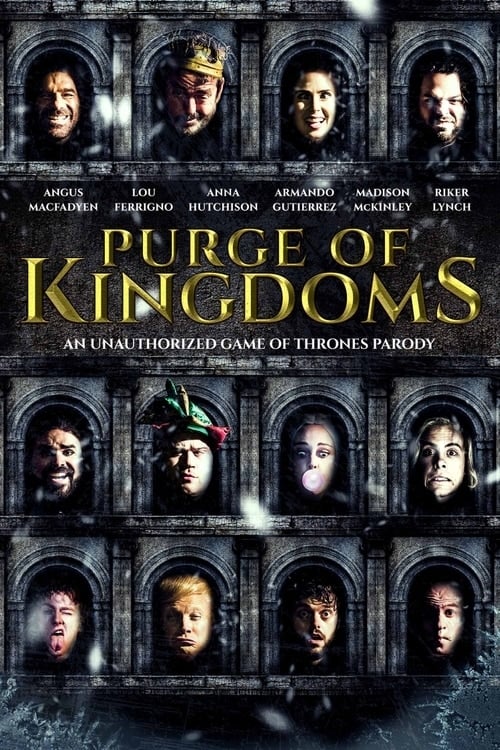 ANGUS LOU ANNA ARMANDO MADISON RIKER
MACFADYEN FERRIGNO HUTCHISON GUTIERREZ McKINLEY LYNCH
PURGE OF
KINGDOMS
AN UNAUTHORIZED GAME OF THRONES PARODY